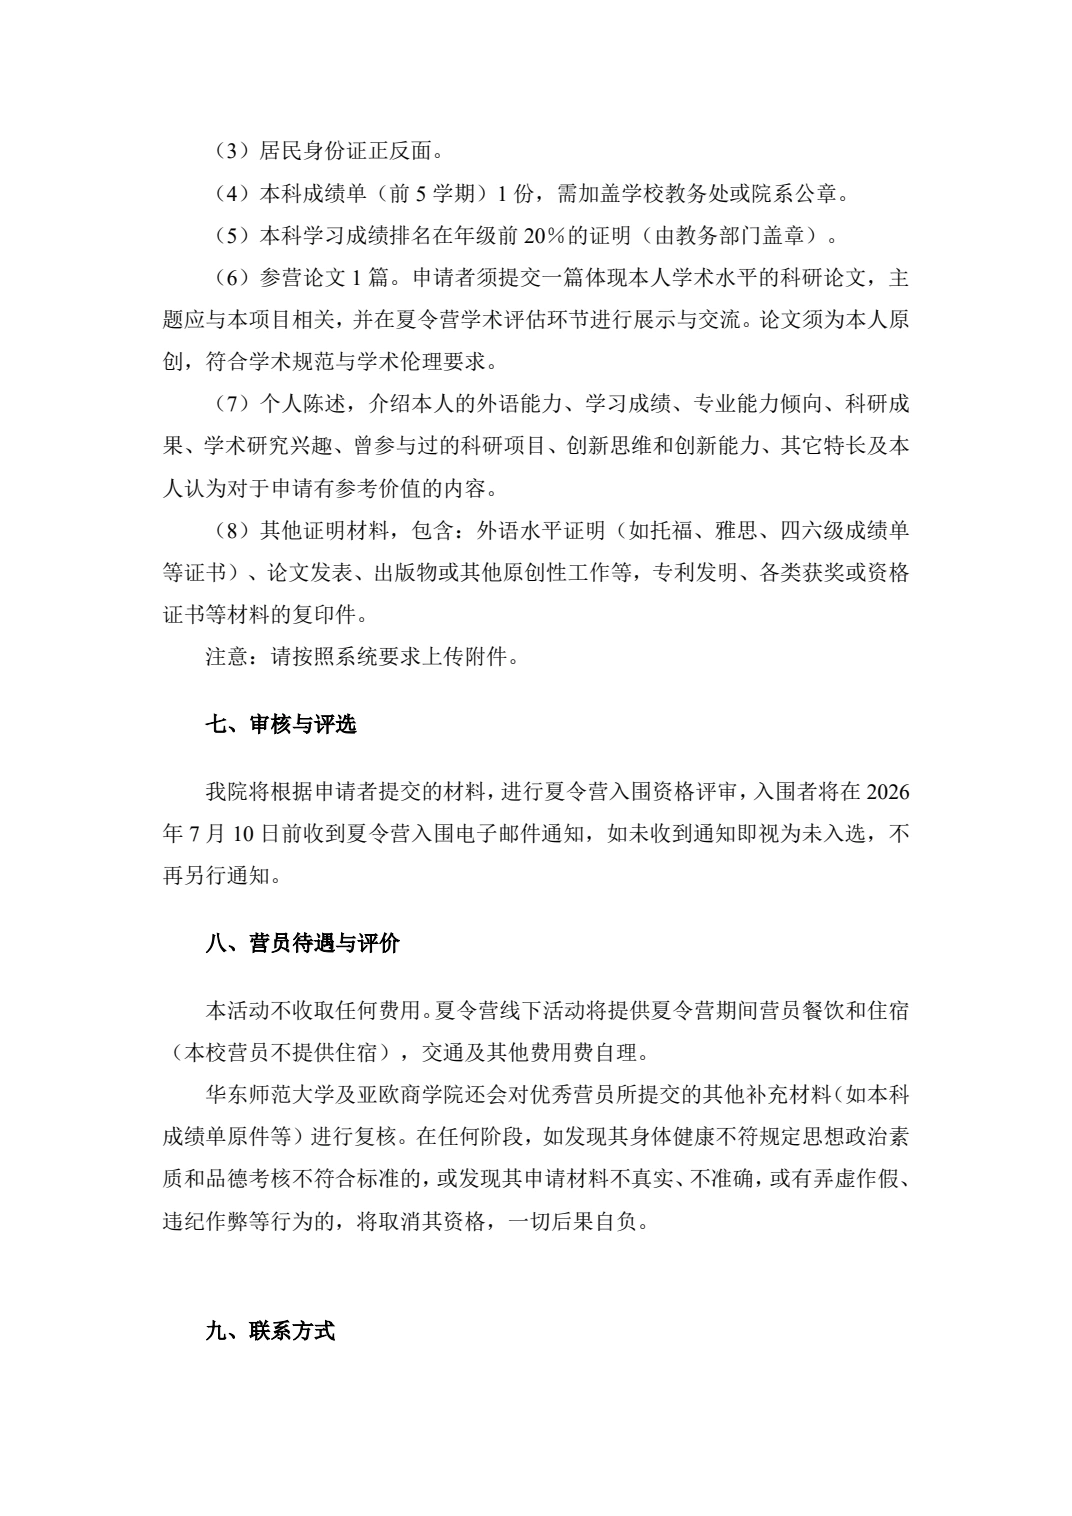 （3）居民身份证正反面。
（4）本科成绩单（前 5 学期）1 份，需加盖学校教务处或院系公章。
（5）本科学习成绩排名在年级前 20%的证明（由教务部门盖章）。
（6）参营论文 1 篇。申请者须提交一篇体现本人学术水平的科研论文，主
题应与本项目相关，并在夏令营学术评估环节进行展示与交流。论文须为本人原
创，符合学术规范与学术伦理要求。
（7）个人陈述，介绍本人的外语能力、学习成绩、专业能力倾向、科研成
果、学术研究兴趣、曾参与过的科研项目、创新思维和创新能力、其它特长及本
人认为对于申请有参考价值的内容。
（8）其他证明材料，包含：外语水平证明（如托福、雅思、四六级成绩单
等证书）、论文发表、出版物或其他原创性工作等，专利发明、各类获奖或资格
证书等材料的复印件。
注意：请按照系统要求上传附件。
七、审核与评选
我院将根据申请者提交的材料，进行夏令营入围资格评审，入围者将在 2026
年 7 月 10 日前收到夏令营入围电子邮件通知，如未收到通知即视为未入选，不
再另行通知。
八、营员待遇与评价
本活动不收取任何费用。夏令营线下活动将提供夏令营期间营员餐饮和住宿
（本校营员不提供住宿），交通及其他费用费自理。
华东师范大学及亚欧商学院还会对优秀营员所提交的其他补充材料（如本科
成绩单原件等）进行复核。在任何阶段，如发现其身体健康不符规定思想政治素
质和品德考核不符合标准的，或发现其申请材料不真实、不准确，或有弄虚作假、
违纪作弊等行为的，将取消其资格，一切后果自负。
九、联系方式